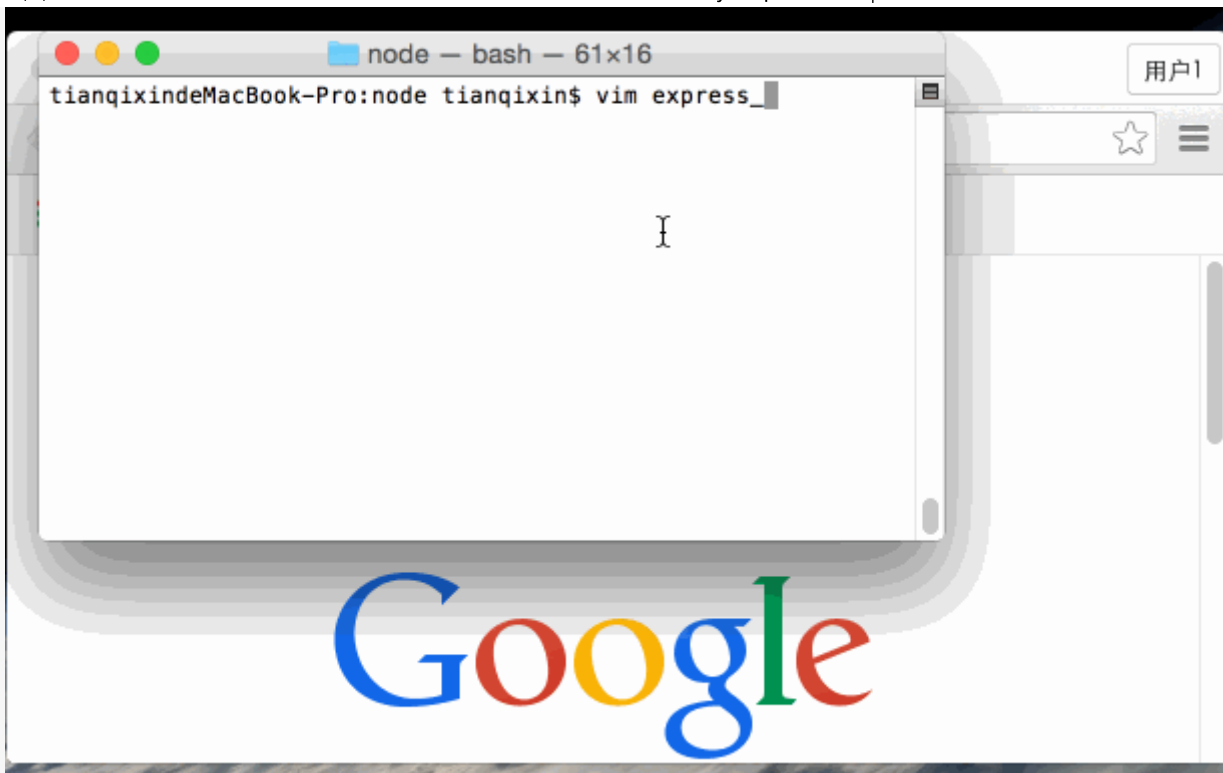 node — bash — 61×16
用户1
tianqixindeMacBook-Pro:node tianqixin$ vim express_
Google